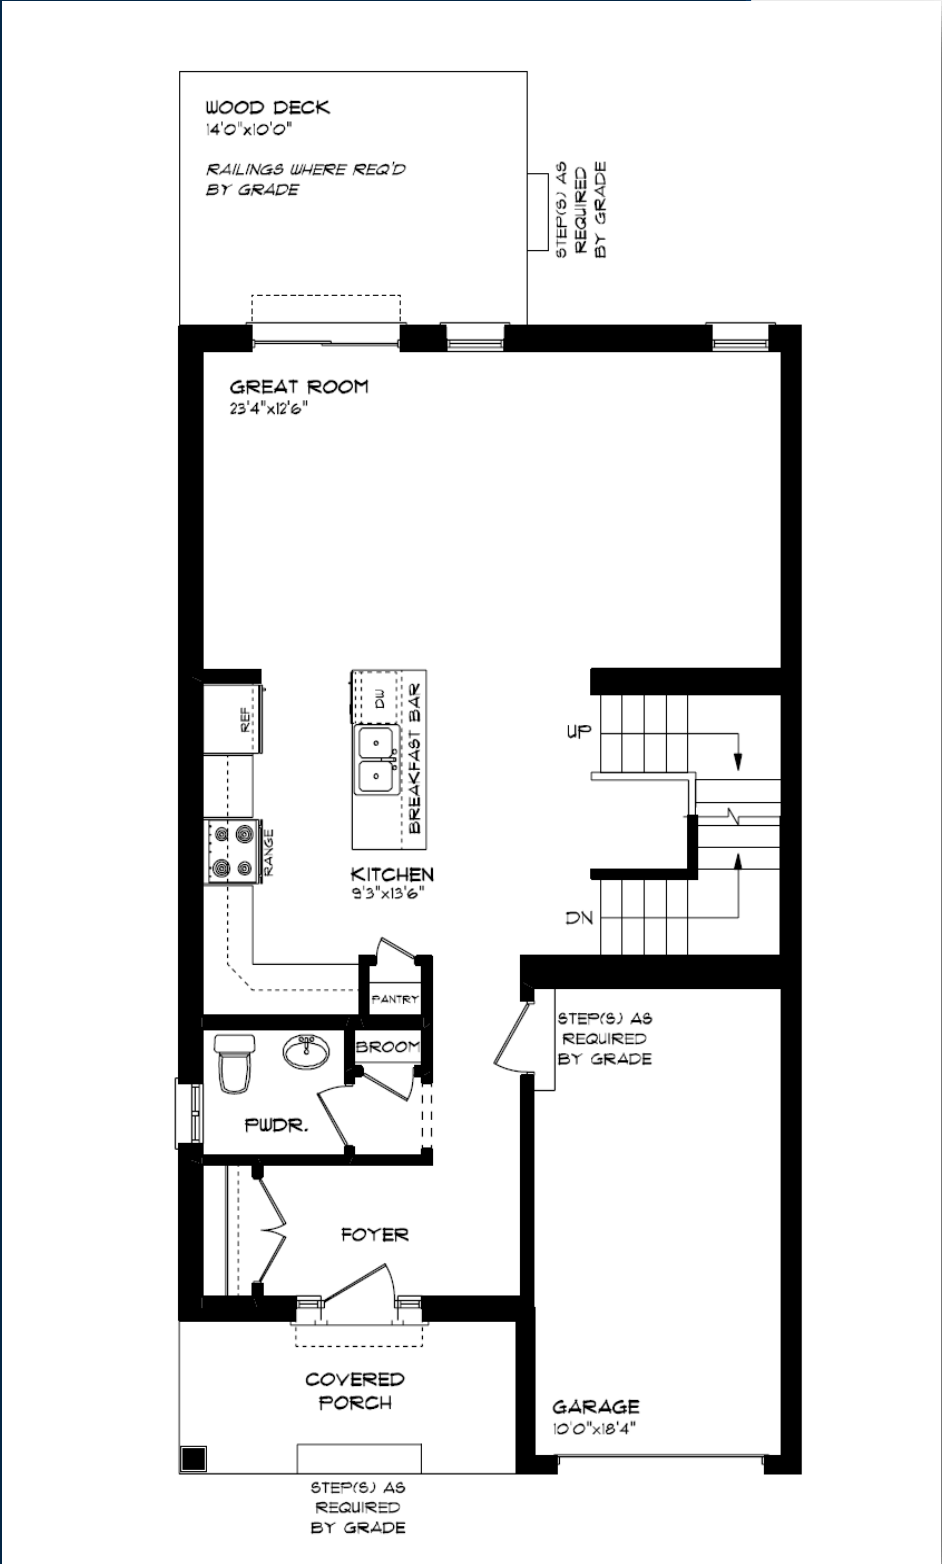 WOOD DECK
14'0"x10'0"
RAILINGS WHERE REQ'D
BY GRADE
STEP(S) AS
REQUIRED
BY GRADE
GREAT ROOM
23'4"x12'6"
REF
DW
BREAKFAST BAR
UP
RANGE
KITCHEN
9'3"x13'6"
DN
PANTRY
STEP(S) AS
REQUIRED
BY GRADE
BROOM
PWDR.
FOYER
COVERED
PORCH
GARAGE
10'0"x18'4"
STEP(S) AS
REQUIRED
BY GRADE